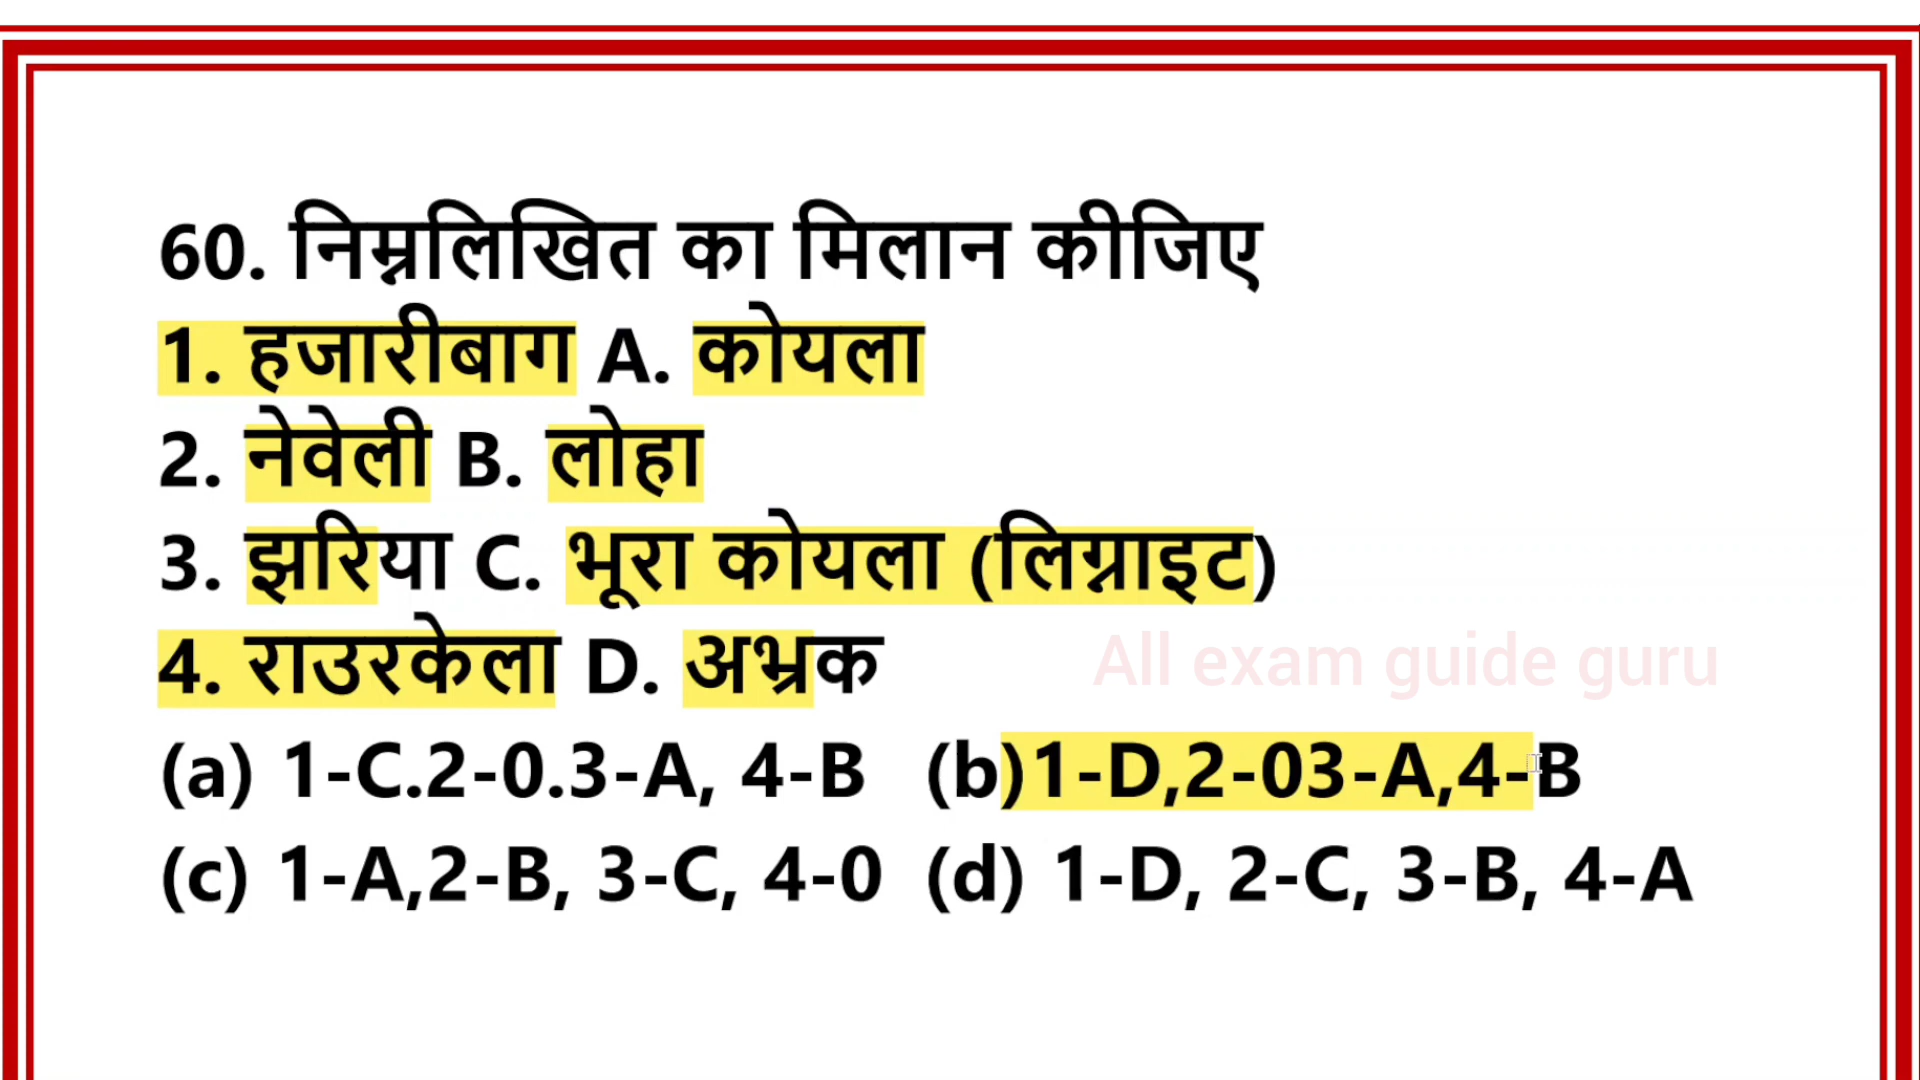 60. निम्नलिखित का मिलान कीजिए
1. हजारीबाग A. कोयला
2. नेवेली B. लोहा
3. झरिया C. भूरा कोयला (लिग्नाइट)
4. राउरकेला D. अभ्रक
All exam guide guru
(a) 1-C.2-0.3-A, 4-B (b)1-D,2-03-A,4-B
(c) 1-A,2-B, 3-C, 4-0 (d) 1-D, 2-C, 3-B, 4-A